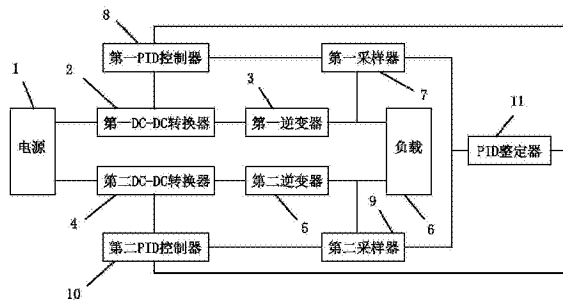 8
第一PID控制器
第一采样器
1
2
3
7
11
电源
第一DC-DC转换器
第一逆变器
负载
PID整定器
第二DC-DC转换器
第二逆变器
4
5
9
6
第二PID控制器
第二采样器
10